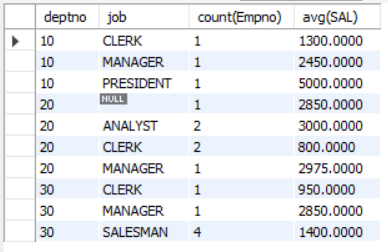 deptno job count(Empno) avg(SAL)
10 CLERK 1 1300.0000
10 MANAGER 1 2450.0000
10 PRESIDENT 1 5000.0000
20 NULL 1 2850.0000
20 ANALYST 2 3000.0000
20 CLERK 2 800.0000
20 MANAGER 1 2975.0000
30 CLERK 1 950.0000
30 MANAGER 1 2850.0000
30 SALESMAN 4 1400.0000